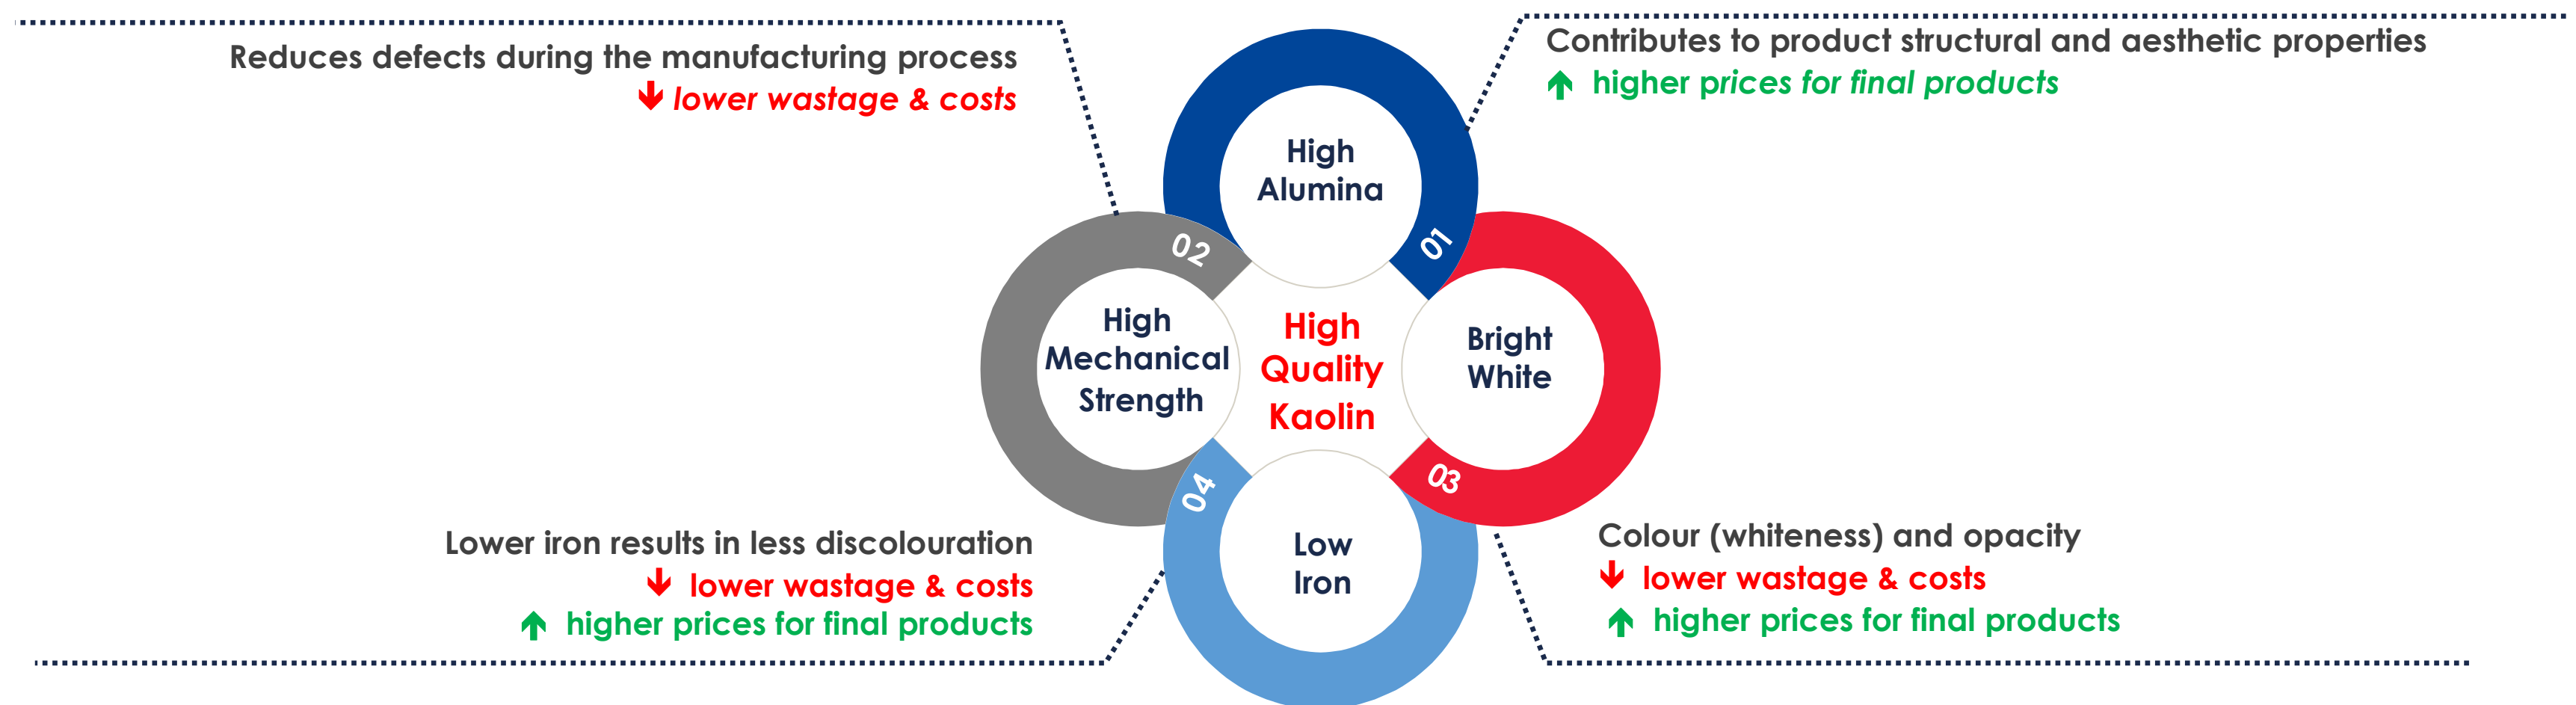 Reduces defects during the manufacturing process
↓ lower wastage & costs
Contributes to product structural and aesthetic properties
↑ higher prices for final products
High
Alumina
01
02
High
Mechanical
Strength
High
Quality
Kaolin
Bright
White
03
04
Low
Iron
Lower iron results in less discolouration
↓ lower wastage & costs
↑ higher prices for final products
Colour (whiteness) and opacity
↓ lower wastage & costs
↑ higher prices for final products